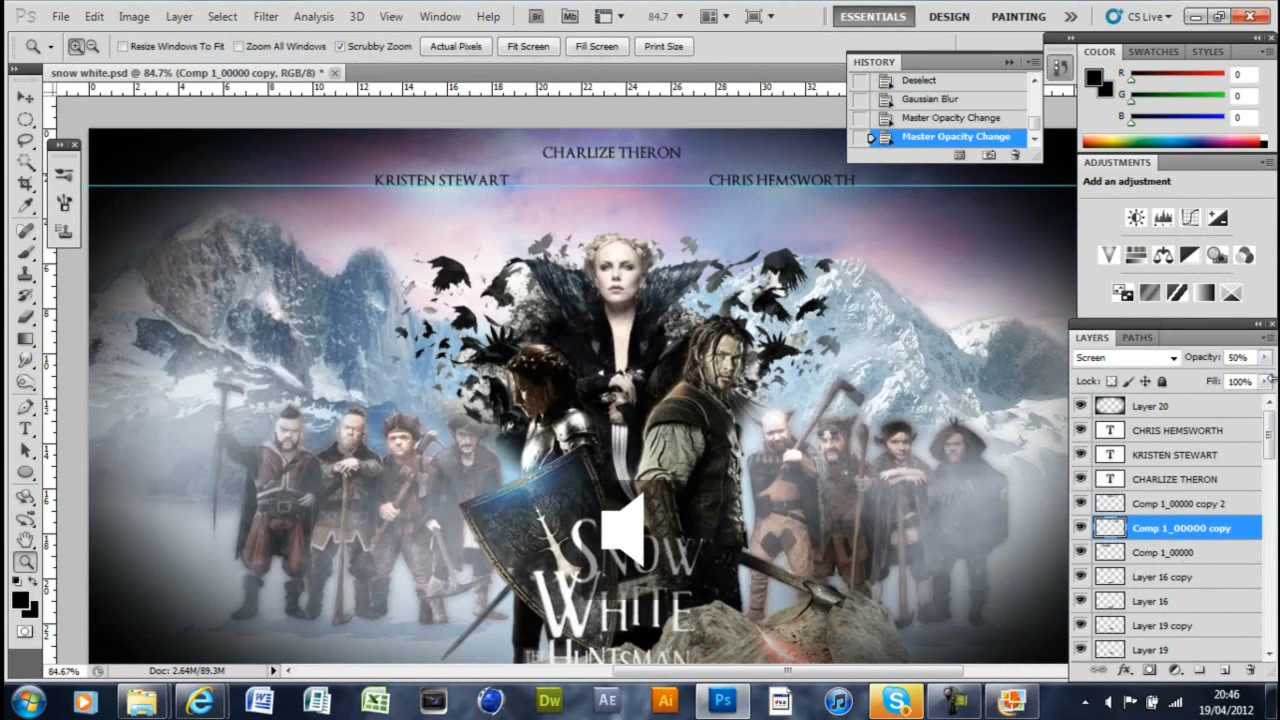 Ps File Edit Image Layer Select Filter Analysis 3D View Window Help Br Mb 84.7 ESSENTIALS DESIGN PAINTING CS Live
Resize Windows To Fit Zoom All Windows Scrubby Zoom Actual Pixels Fit Screen Fill Screen Print Size
snow white.psd @ 84.7% (Comp 1_00000 copy, RGB/8) *
HISTORY
Deselect
Gaussian Blur
Master Opacity Change
Master Opacity Change
COLOR SWATCHES STYLES
R 0
G 0
B 0
ADJUSTMENTS
Add an adjustment
CHARLIZE THERON
KRISTEN STEWART CHRIS HEMSWORTH
SNOW
WHITE
THE HUNTSMAN
LAYERS PATHS
Screen Opacity: 50%
Lock: Fill: 100%
Layer 20
T CHRIS HEMSWORTH
T KRISTEN STEWART
T CHARLIZE THERON
Comp 1_00000 copy 2
Comp 1_00000 copy
Comp 1_00000
Layer 16 copy
Layer 16
Layer 19 copy
Layer 19
84.67% Doc: 2.64M/89.3M
Dw AE Ai Ps
20:46
19/04/2012